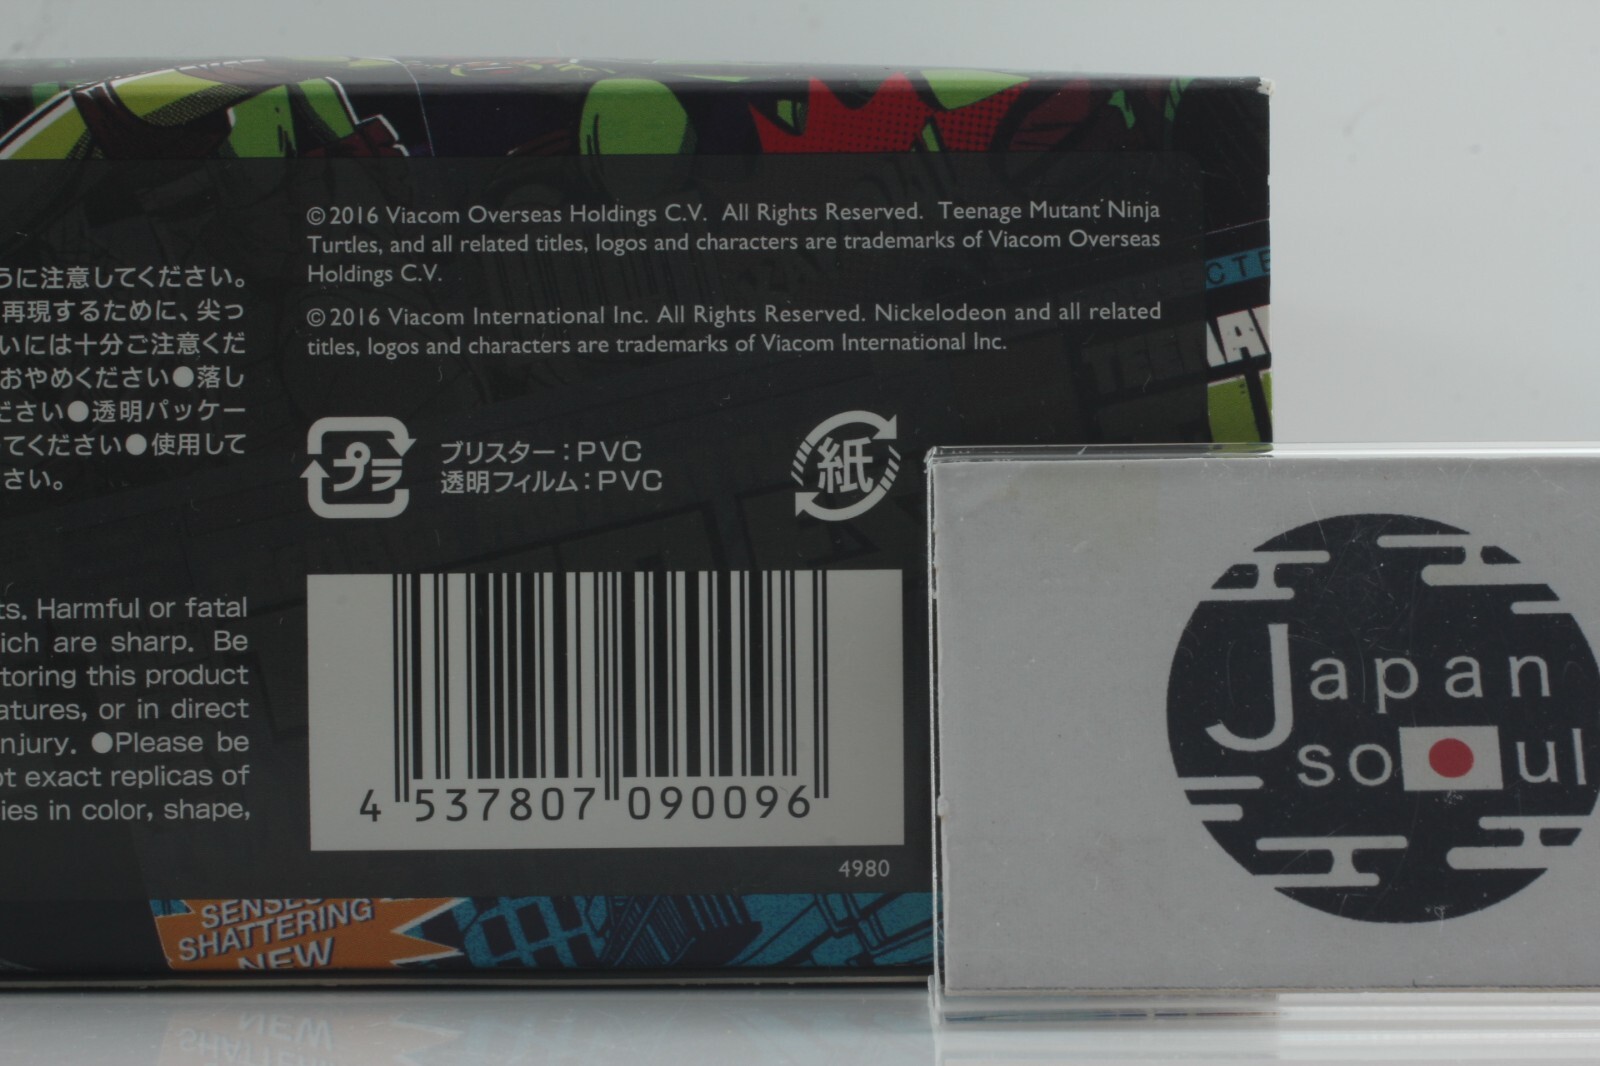 ©2016 Viacom Overseas Holdings C.V. All Rights Reserved. Teenage Mutant Ninja
Turtles, and all related titles, logos and characters are trademarks of Viacom Overseas
Holdings C.V.
©2016 Viacom International Inc. All Rights Reserved. Nickelodeon and all related
titles, logos and characters are trademarks of Viacom International Inc.
うに注意してください。
再現するために、尖っ
いには十分ご注意くだ
おやめください●落し
ださい●透明パッケー
てください●使用して
さい。
プラ
ブリスター：PVC
透明フィルム：PVC
紙
ts. Harmful or fatal
ich are sharp. Be
toring this product
atures, or in direct
njury. ●Please be
ot exact replicas of
ies in color, shape,
4 537807 090096
4980
SENSES
SHATTERING
NEW
Japan
soul